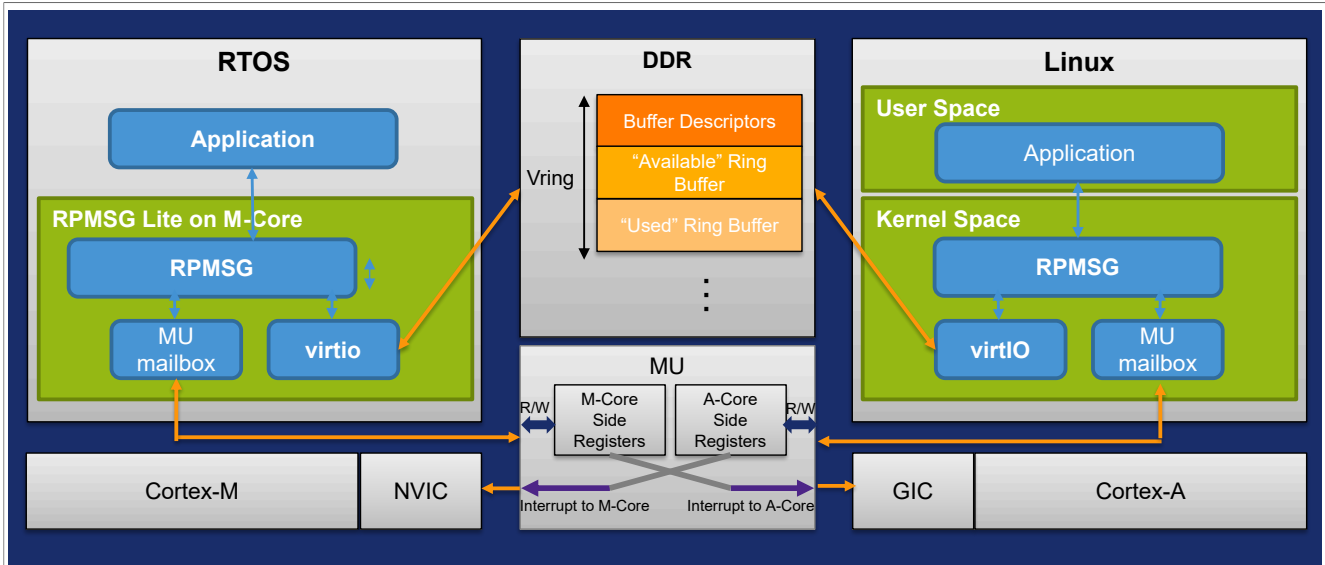 RTOS
Application
RPMSG Lite on M-Core
RPMSG
MU
mailbox
virtio
Cortex-M
NVIC
DDR
Vring
Buffer Descriptors
“Available” Ring
Buffer
“Used” Ring Buffer
MU
R/W
M-Core
Side
Registers
A-Core
Side
Registers
R/W
Interrupt to M-Core
Interrupt to A-Core
Linux
User Space
Application
Kernel Space
RPMSG
virtIO
MU
mailbox
GIC
Cortex-A